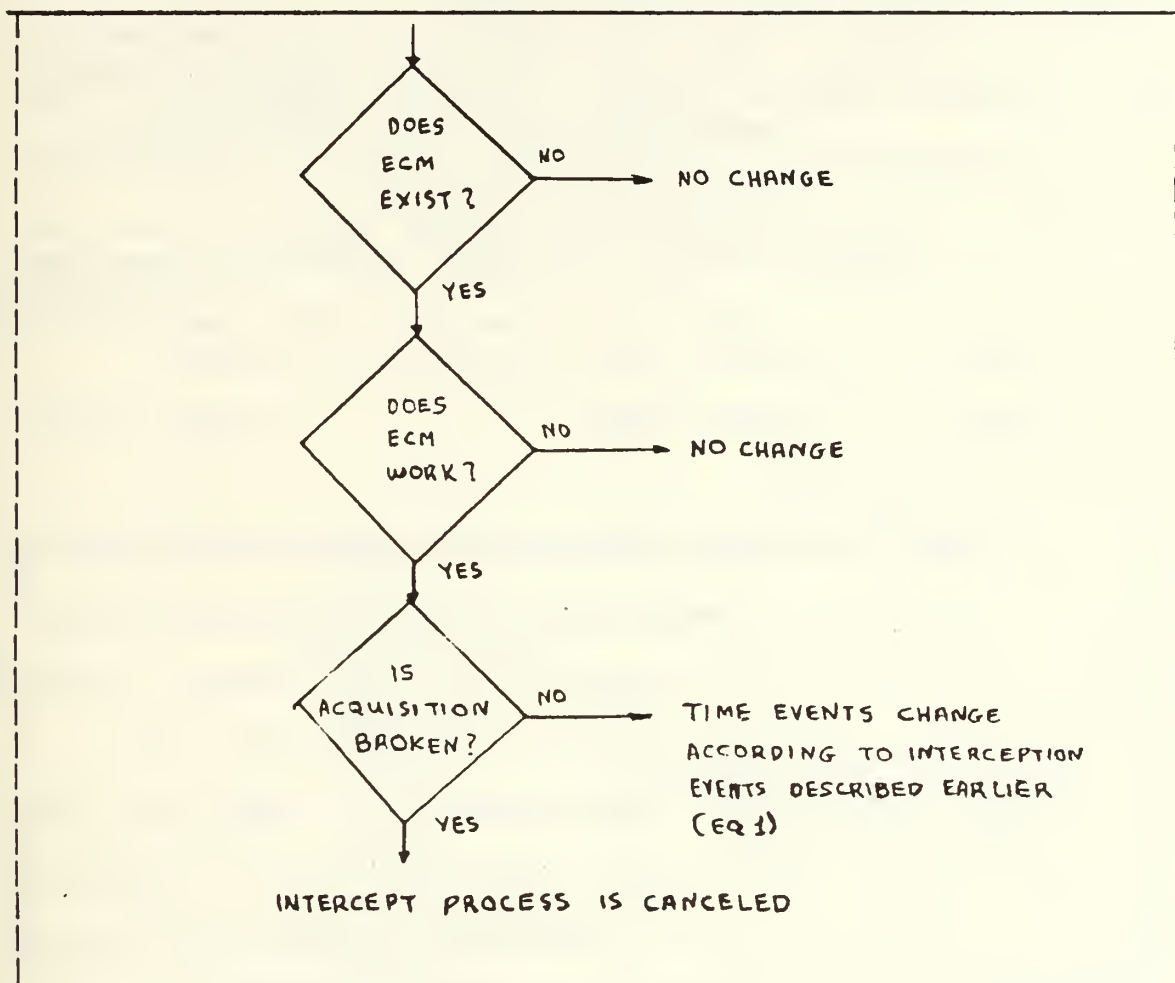 DOES
ECM
EXIST?
NO
NO CHANGE
YES
DOES
ECM
WORK?
NO
NO CHANGE
YES
IS
ACQUISITION
BROKEN?
NO
TIME EVENTS CHANGE
ACCORDING TO INTERCEPTION
EVENTS DESCRIBED EARLIER
(EQ 1)
YES
INTERCEPT PROCESS IS CANCELED